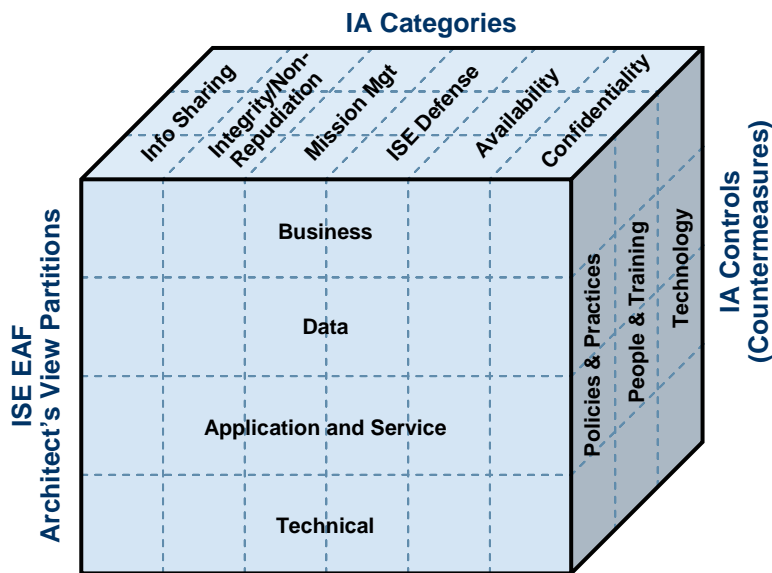 IA Categories
Info Sharing
Integrity/Non-
Repudiation
Mission Mgt
ISE Defense
Availability
Confidentiality
ISE EAF
Architect’s View Partitions
Business
Data
Application and Service
Technical
Policies & Practices
People & Training
Technology
IA Controls
(Countermeasures)